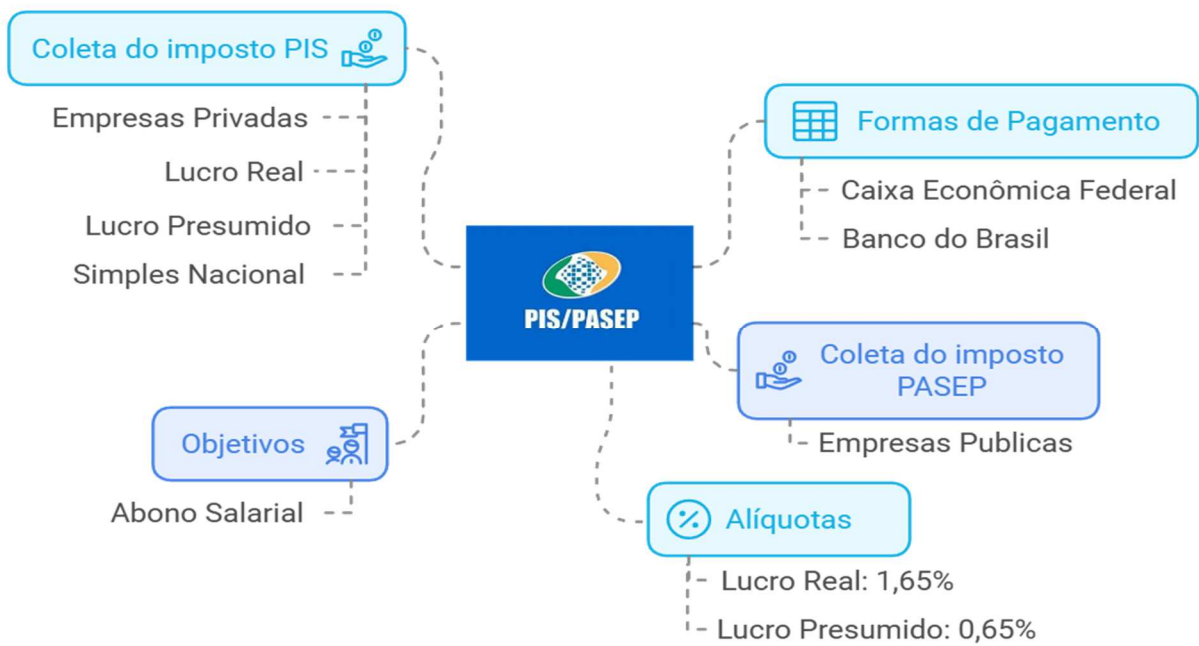 Coleta do imposto PIS
Empresas Privadas
Lucro Real
Lucro Presumido
Simples Nacional
Formas de Pagamento
Caixa Econômica Federal
Banco do Brasil
PIS/PASEP
Coleta do imposto
PASEP
Empresas Publicas
Objetivos
Abono Salarial
Alíquotas
Lucro Real: 1,65%
Lucro Presumido: 0,65%